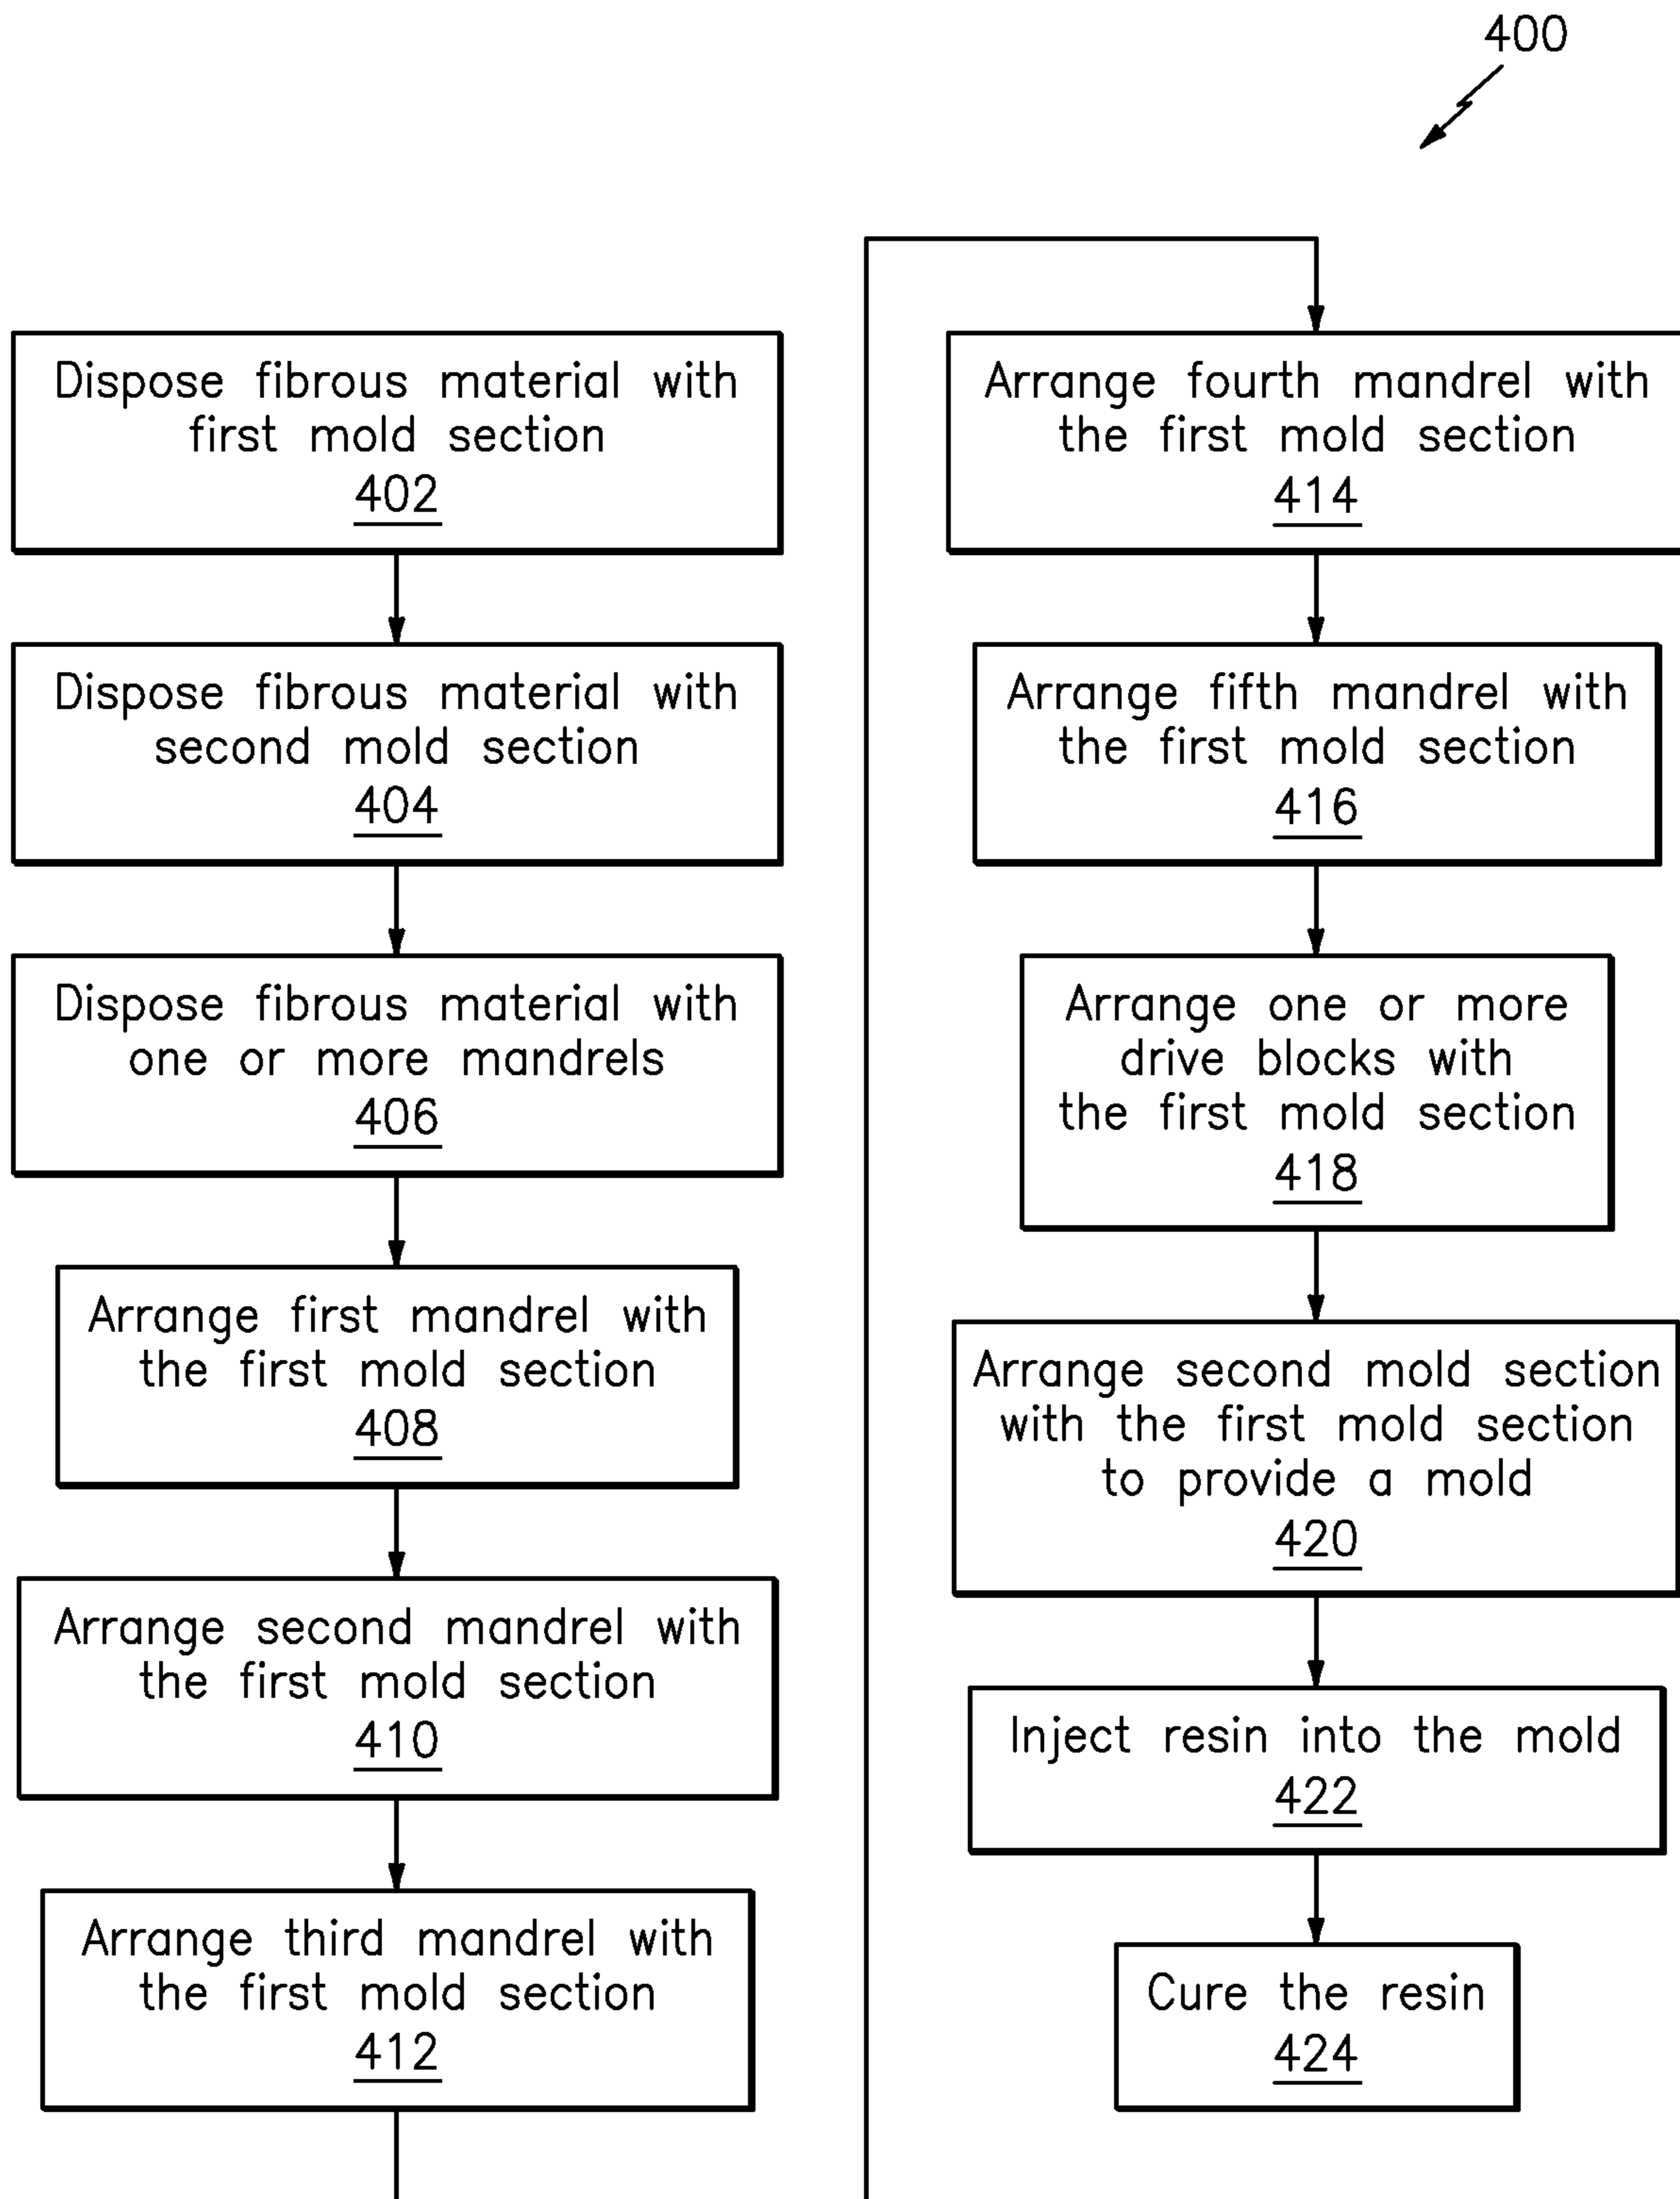 400
Dispose fibrous material with
first mold section
402
Dispose fibrous material with
second mold section
404
Dispose fibrous material with
one or more mandrels
406
Arrange first mandrel with
the first mold section
408
Arrange second mandrel with
the first mold section
410
Arrange third mandrel with
the first mold section
412
Arrange fourth mandrel with
the first mold section
414
Arrange fifth mandrel with
the first mold section
416
Arrange one or more
drive blocks with
the first mold section
418
Arrange second mold section
with the first mold section
to provide a mold
420
Inject resin into the mold
422
Cure the resin
424